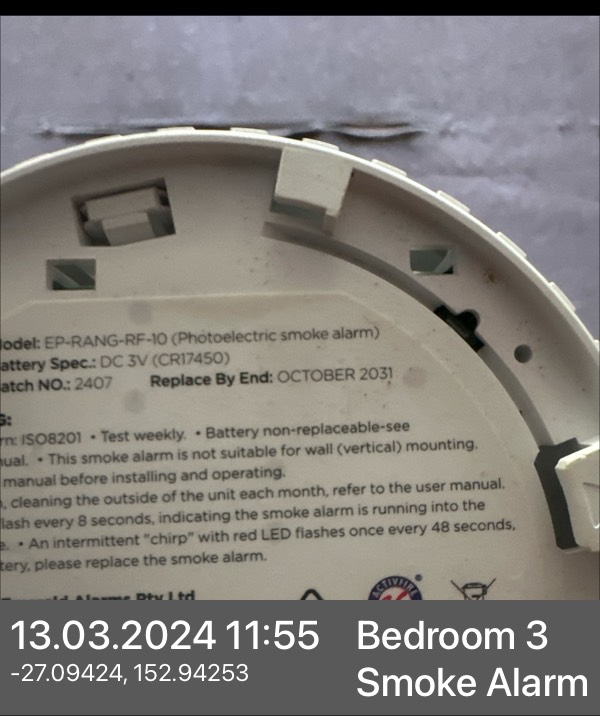 odel: EP-RANG-RF-10 (Photoelectric smoke alarm)
attery Spec.: DC 3V (CR17450)
atch NO.: 2407 Replace By End: OCTOBER 2031
G:
rn: ISO8201 • Test weekly. • Battery non-replaceable-see
ual. • This smoke alarm is not suitable for wall (vertical) mounting.
manual before installing and operating.
, cleaning the outside of the unit each month, refer to the user manual.
lash every 8 seconds, indicating the smoke alarm is running into the
e. • An intermittent "chirp" with red LED flashes once every 48 seconds,
tery, please replace the smoke alarm.
Alarms Pty Ltd
ACTIVFIRE
13.03.2024 11:55
-27.09424, 152.94253
Bedroom 3
Smoke Alarm